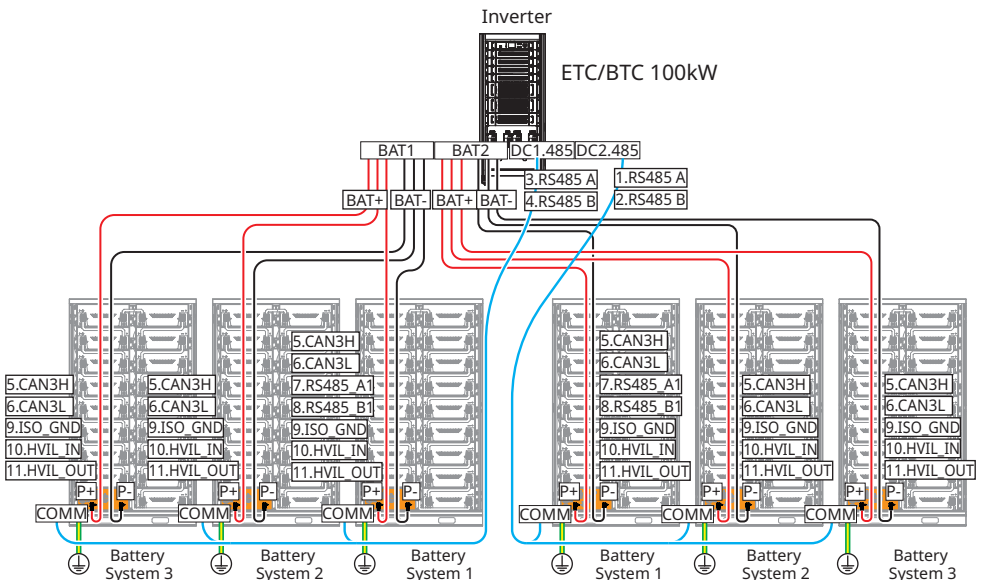 Inverter
ETC/BTC 100kW
BAT1
BAT2
DC1.485
DC2.485
3.RS485 A
4.RS485 B
1.RS485 A
2.RS485 B
BAT+
BAT-
BAT+
BAT-
5.CAN3H
6.CAN3L
9.ISO_GND
10.HVIL_IN
11.HVIL_OUT
P+
P-
COMM
Battery
System 3
5.CAN3H
6.CAN3L
9.ISO_GND
10.HVIL_IN
11.HVIL_OUT
P+
P-
COMM
Battery
System 2
5.CAN3H
6.CAN3L
7.RS485_A1
8.RS485_B1
9.ISO_GND
10.HVIL_IN
11.HVIL_OUT
P+
P-
COMM
Battery
System 1
5.CAN3H
6.CAN3L
7.RS485_A1
8.RS485_B1
9.ISO_GND
10.HVIL_IN
11.HVIL_OUT
P+
P-
COMM
Battery
System 1
5.CAN3H
6.CAN3L
9.ISO_GND
10.HVIL_IN
11.HVIL_OUT
P+
P-
COMM
Battery
System 2
5.CAN3H
6.CAN3L
9.ISO_GND
10.HVIL_IN
11.HVIL_OUT
P+
P-
COMM
Battery
System 3